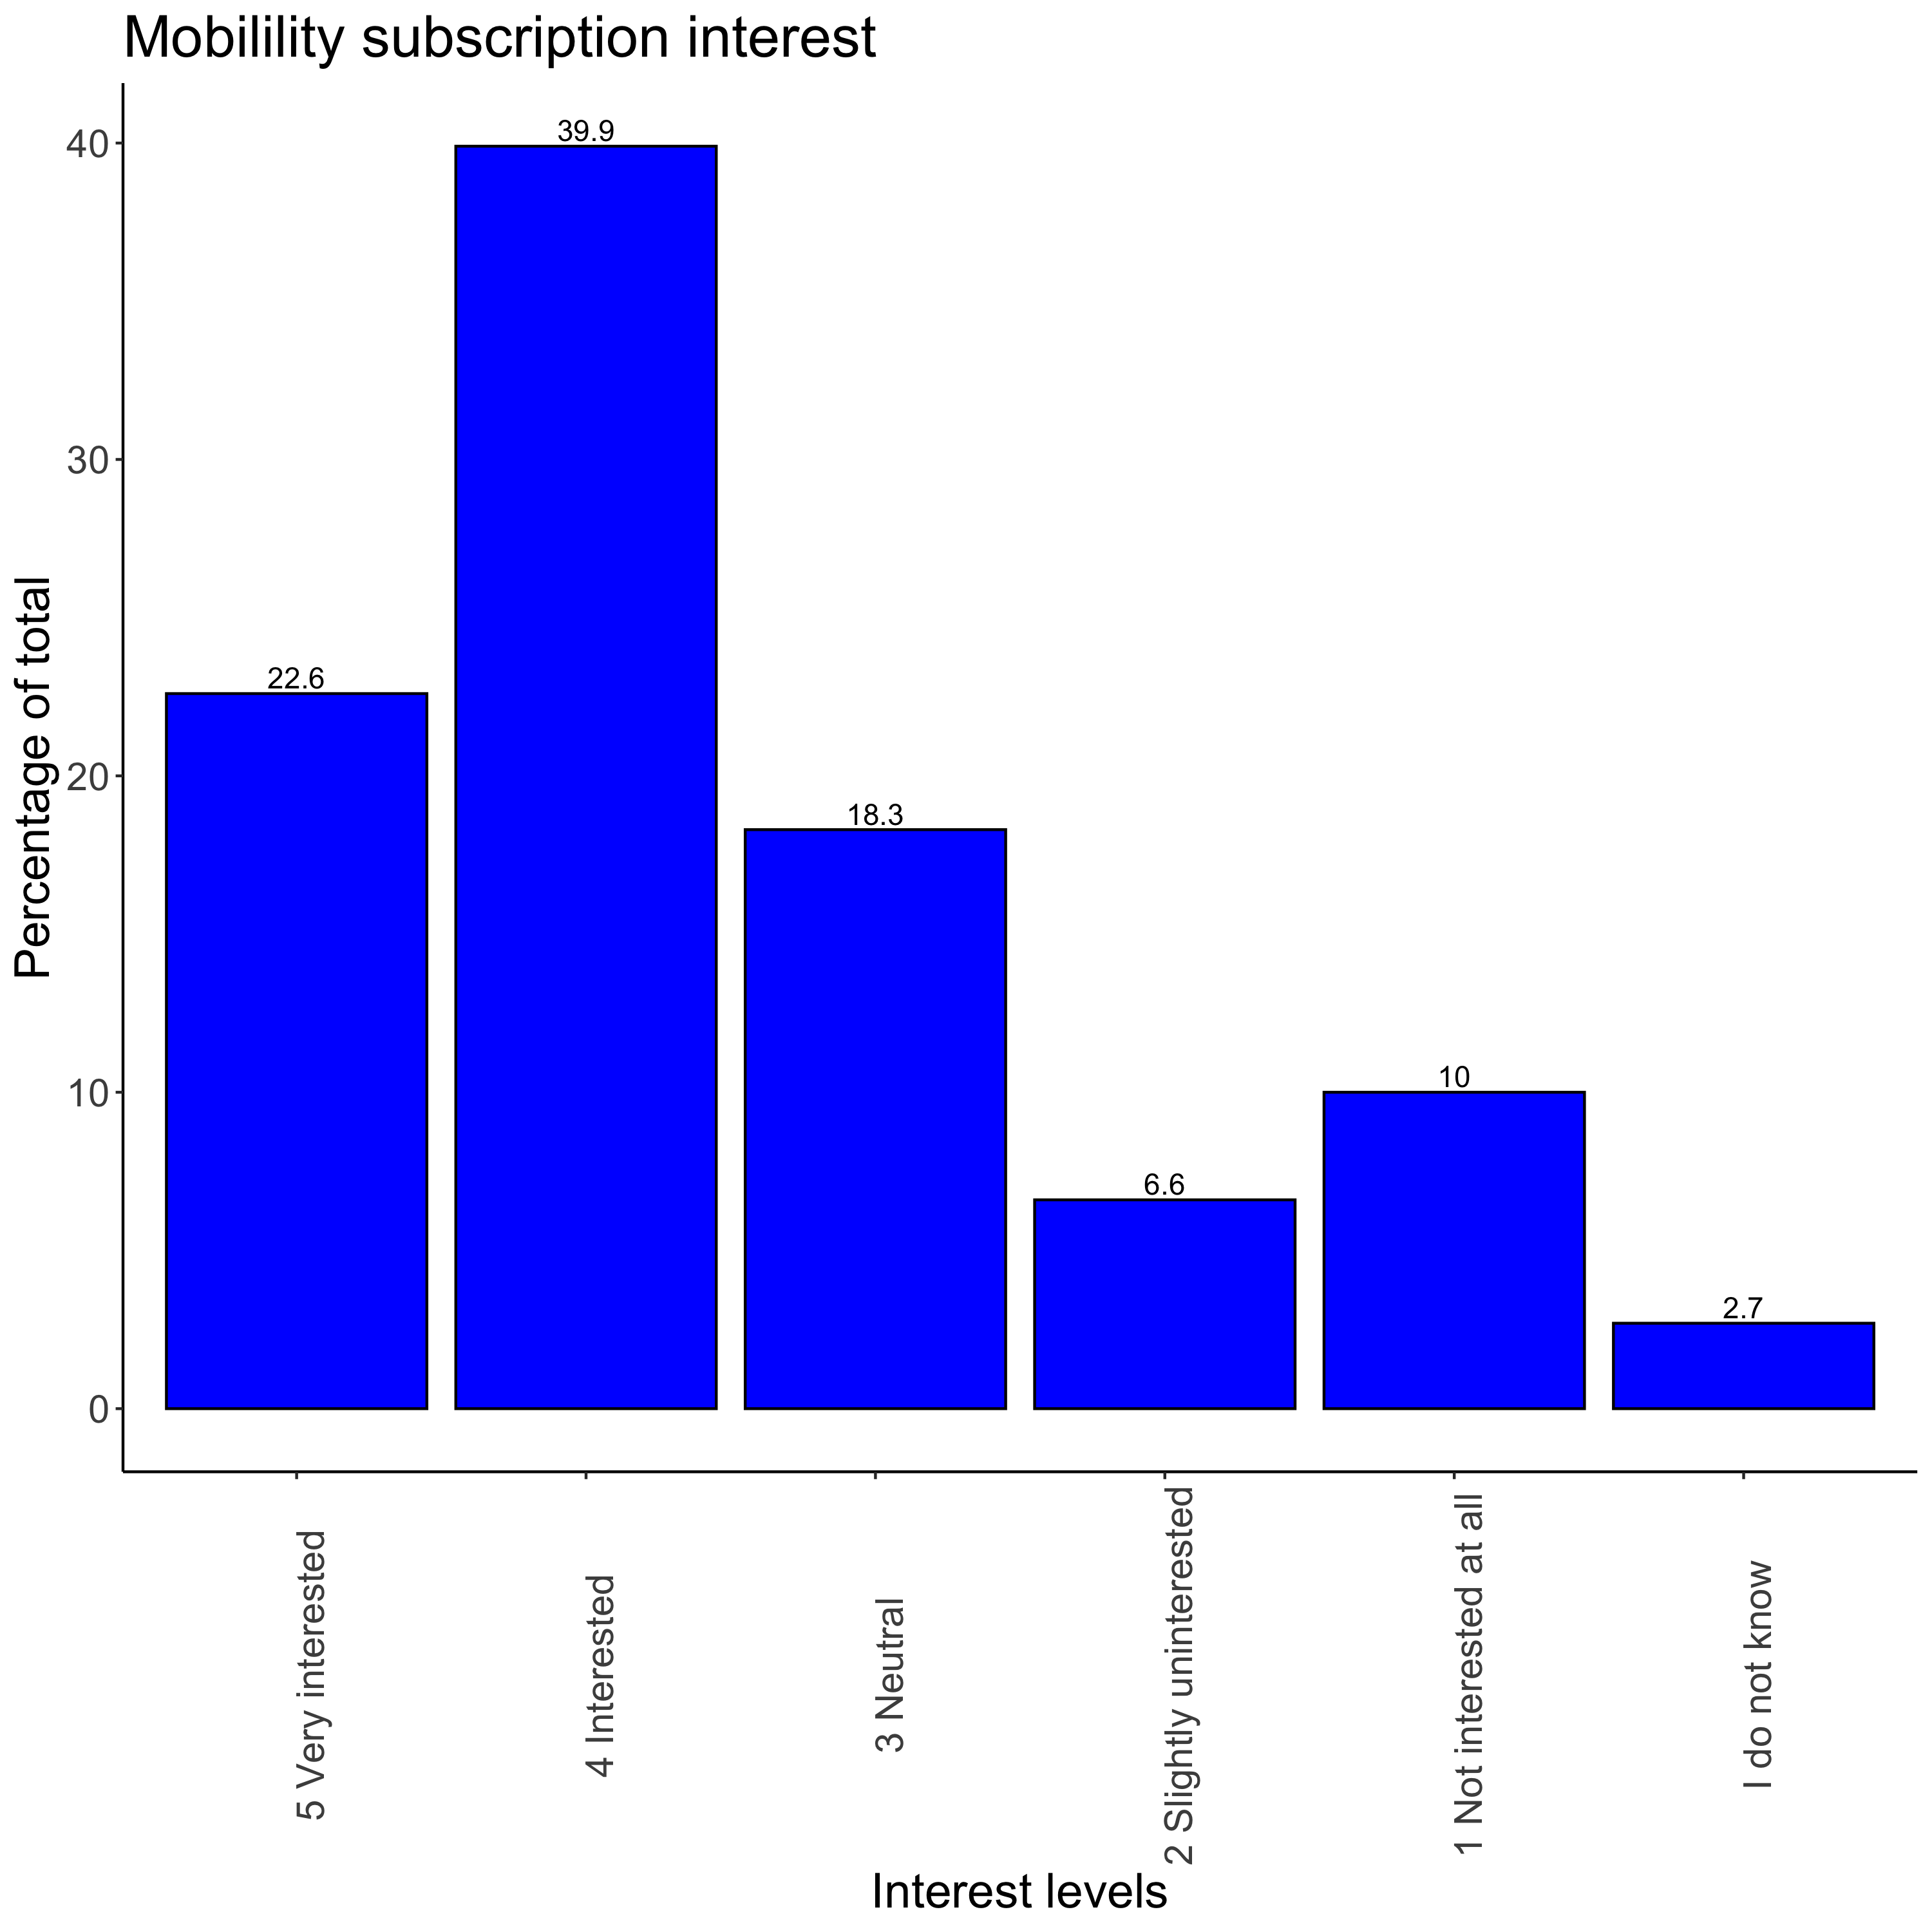 Mobilility subscription interest
Percentage of total
40
30
20
10
0
22.6
39.9
18.3
6.6
10
2.7
5 Very interested
4 Interested
3 Neutral
2 Slightly uninterested
1 Not interested at all
I do not know
Interest levels